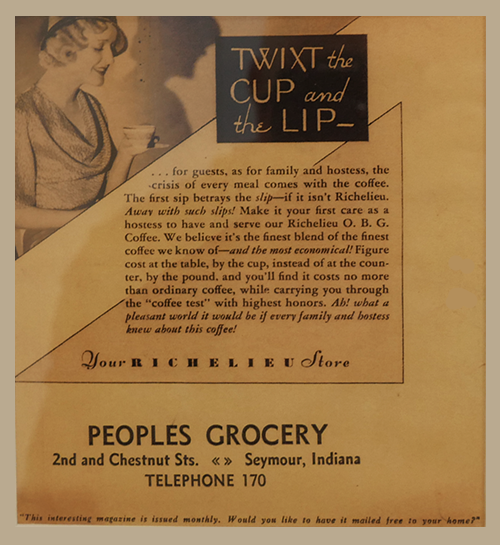 TWIXT the
CUP and
the LIP—
. . . for guests, as for family and hostess, the
crisis of every meal comes with the coffee.
The first sip betrays the slip—if it isn't Richelieu.
Away with such slips! Make it your first care as a
hostess to have and serve our Richelieu O. B. G.
Coffee. We believe it's the finest blend of the finest
coffee we know of—and the most economical! Figure
cost at the table, by the cup, instead of at the coun-
ter, by the pound, and you'll find it costs no more
than ordinary coffee, while carrying you through
the "coffee test" with highest honors. Ah! what a
pleasant world it would be if every family and hostess
knew about this coffee!
Your RICHELIEU Store
PEOPLES GROCERY
2nd and Chestnut Sts. «» Seymour, Indiana
TELEPHONE 170
"This interesting magazine is issued monthly. Would you like to have it mailed free to your home?"